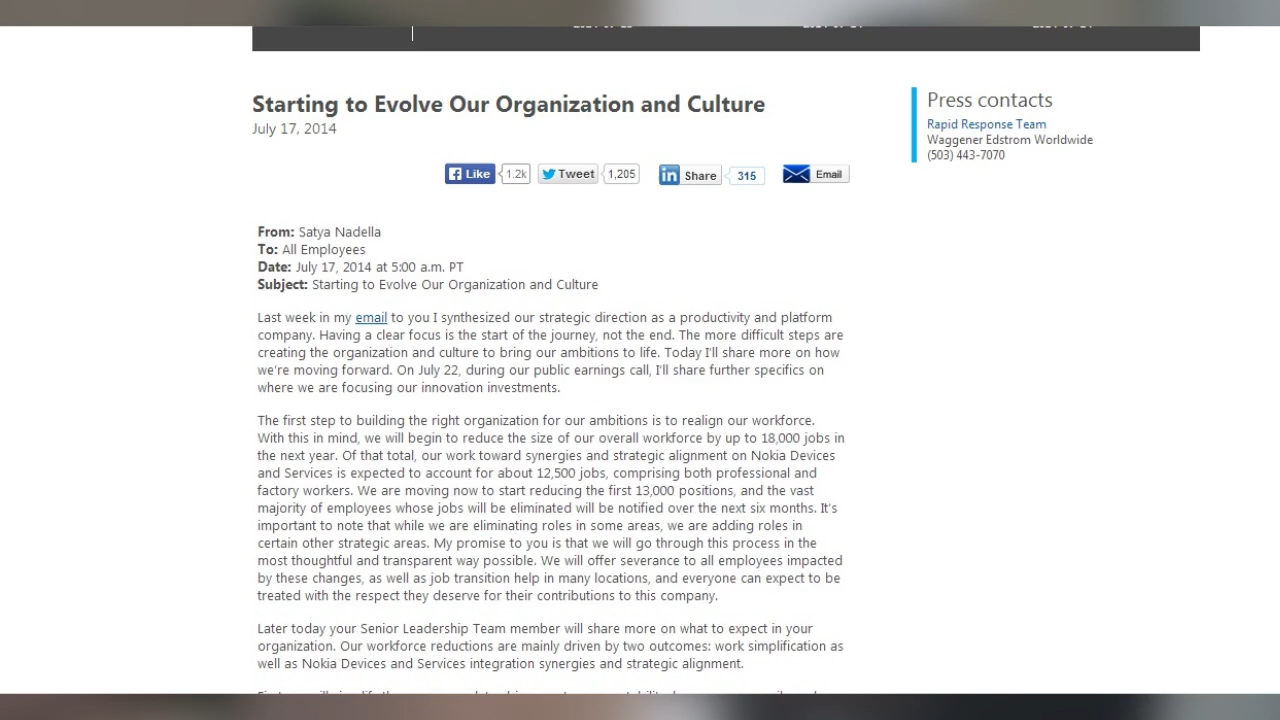 Starting to Evolve Our Organization and Culture
July 17, 2014
Like 1.2k Tweet 1,205 in Share 315 Email
Press contacts
Rapid Response Team
Waggener Edstrom Worldwide
(503) 443-7070
From: Satya Nadella
To: All Employees
Date: July 17, 2014 at 5:00 a.m. PT
Subject: Starting to Evolve Our Organization and Culture
Last week in my email to you I synthesized our strategic direction as a productivity and platform
company. Having a clear focus is the start of the journey, not the end. The more difficult steps are
creating the organization and culture to bring our ambitions to life. Today I'll share more on how
we're moving forward. On July 22, during our public earnings call, I'll share further specifics on
where we are focusing our innovation investments.
The first step to building the right organization for our ambitions is to realign our workforce.
With this in mind, we will begin to reduce the size of our overall workforce by up to 18,000 jobs in
the next year. Of that total, our work toward synergies and strategic alignment on Nokia Devices
and Services is expected to account for about 12,500 jobs, comprising both professional and
factory workers. We are moving now to start reducing the first 13,000 positions, and the vast
majority of employees whose jobs will be eliminated will be notified over the next six months. It's
important to note that while we are eliminating roles in some areas, we are adding roles in
certain other strategic areas. My promise to you is that we will go through this process in the
most thoughtful and transparent way possible. We will offer severance to all employees impacted
by these changes, as well as job transition help in many locations, and everyone can expect to be
treated with the respect they deserve for their contributions to this company.
Later today your Senior Leadership Team member will share more on what to expect in your
organization. Our workforce reductions are mainly driven by two outcomes: work simplification as
well as Nokia Devices and Services integration synergies and strategic alignment.